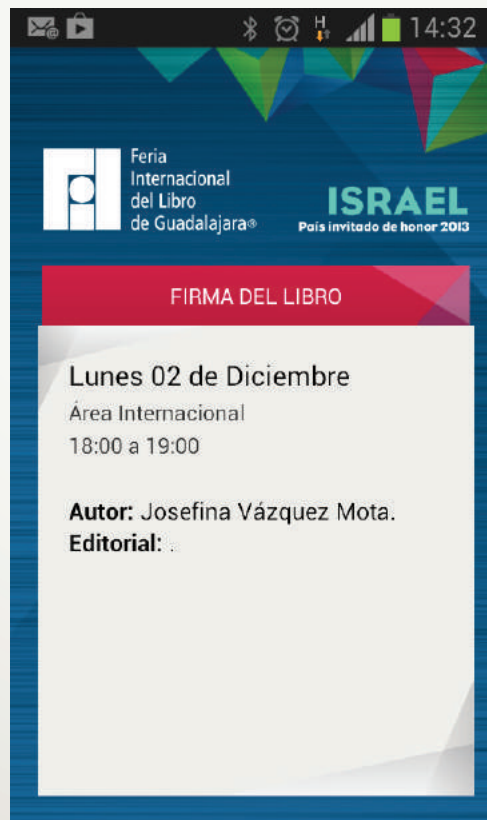 H
14:32
Feria
Internacional
del Libro
de Guadalajara®
ISRAEL
País invitado de honor 2013
FIRMA DEL LIBRO
Lunes 02 de Diciembre
Área Internacional
18:00 a 19:00
Autor: Josefina Vázquez Mota.
Editorial: .